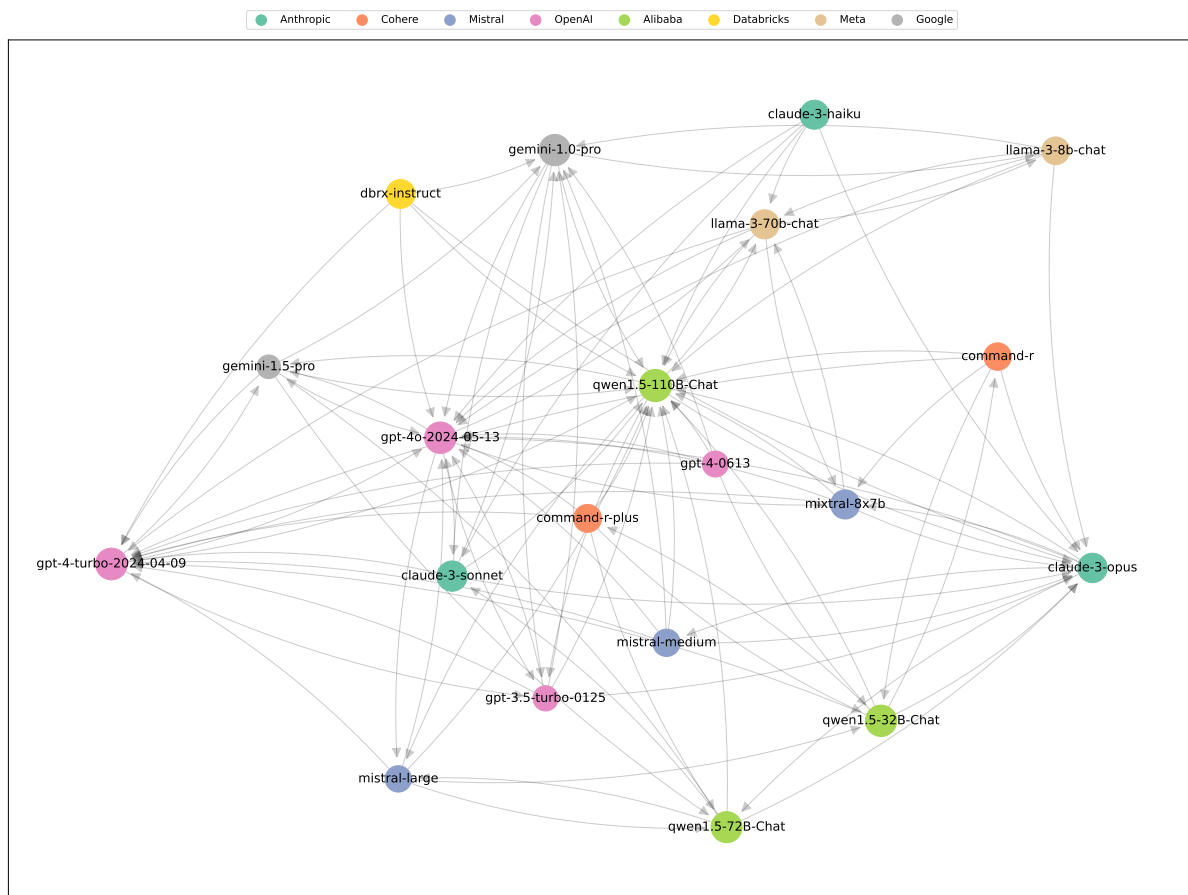 Anthropic Cohere Mistral OpenAI Alibaba Databricks Meta Google
claude-3-haiku
gemini-1.0-pro
llama-3-8b-chat
dbrx-instruct
llama-3-70b-chat
command-r
gemini-1.5-pro
qwen1.5-110B-Chat
gpt-4o-2024-05-13
gpt-4-0613
mixtral-8x7b
command-r-plus
gpt-4-turbo-2024-04-09
claude-3-opus
claude-3-sonnet
mistral-medium
gpt-3.5-turbo-0125
qwen1.5-32B-Chat
mistral-large
qwen1.5-72B-Chat